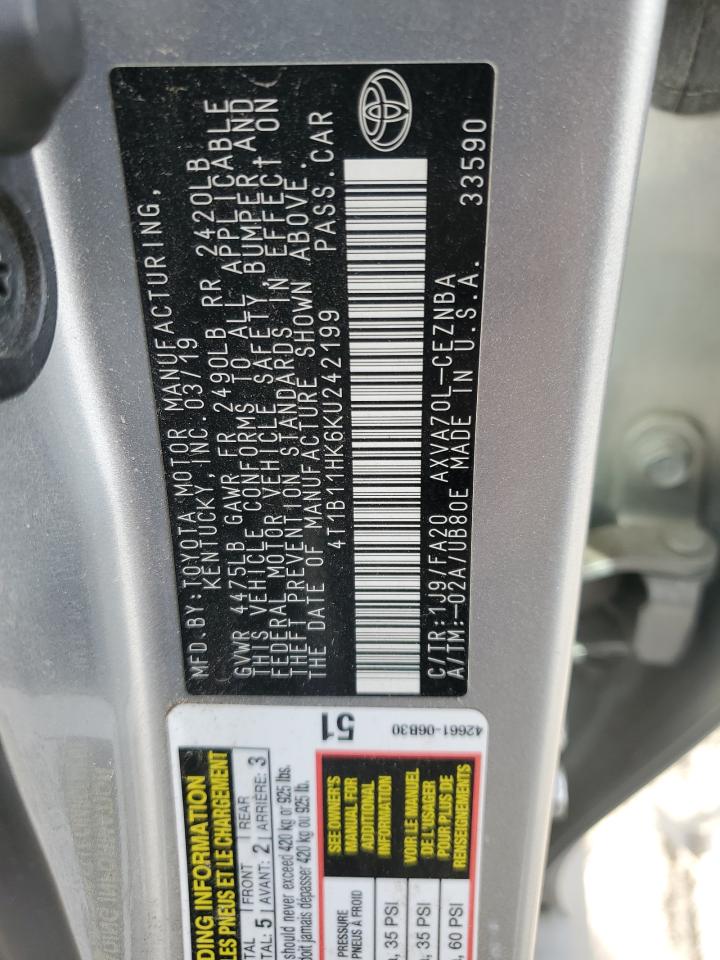 MFD.BY:TOYOTA MOTOR MANUFACTURING,
KENTUCKY INC. 03/19
GVWR 4475LB GAWR FR 2490LB RR 2420LB
THIS VEHICLE CONFORMS TO ALL APPLICABLE
FEDERAL MOTOR VEHICLE SAFETY, BUMPER AND
THEFT PREVENTION STANDARDS IN EFFECT ON
THE DATE OF MANUFACTURE SHOWN ABOVE.
4T1B11HK6KU242199 PASS.CAR
C/TR:1J9/FA20 AXVA70L-CEZNBA
A/TM:-02A/UB80E MADE IN U.S.A. 33590
DING INFORMATION
LES PNEUS ET LE CHARGEMENT
TAL FRONT REAR
TAL: 5 AVANT: 2 ARRIÈRE: 3
should never exceed 420 kg or 925 lbs.
doit jamais dépasser 420 kg ou 925 lb.
51
42661-06B30
PRESSURE
PNEUS À FROID
, 35 PSI
, 35 PSI
, 60 PSI
SEE OWNER'S
MANUAL FOR
ADDITIONAL
INFORMATION
VOIR LE MANUEL
DE L'USAGER
POUR PLUS DE
RENSEIGNEMENTS